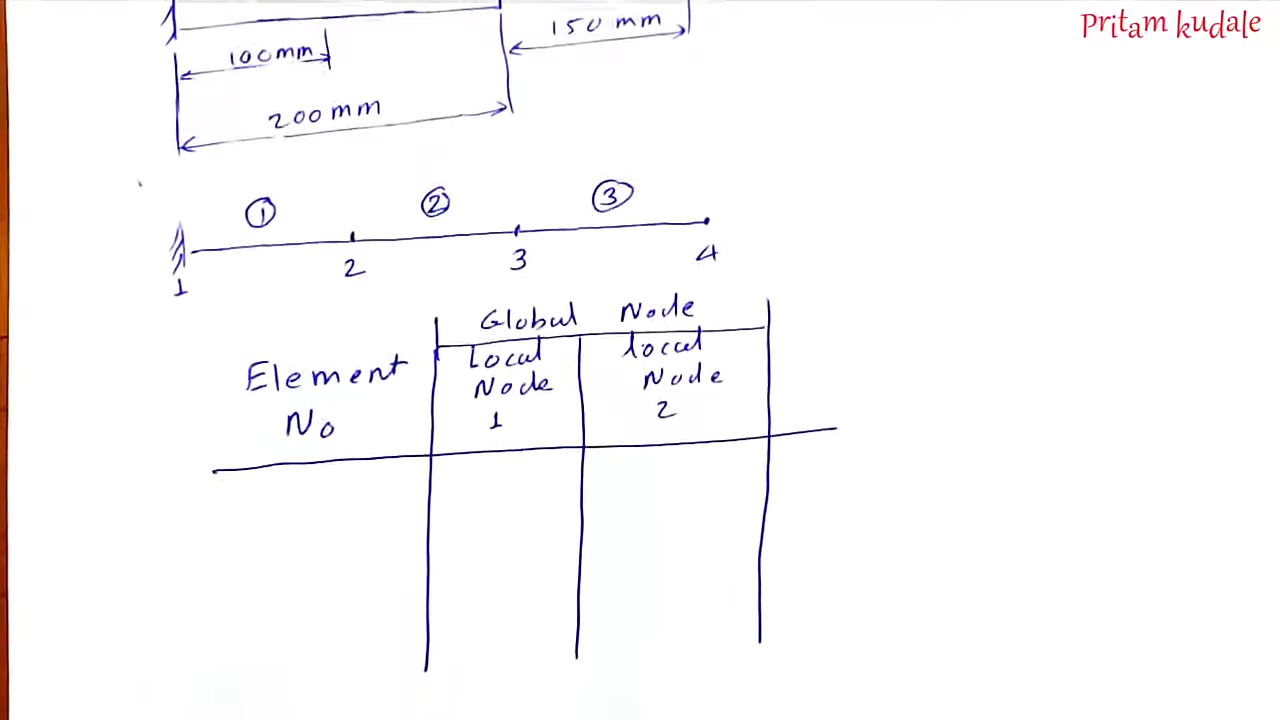 Pritam kudale
150 mm
100mm
200mm
1 2 3
1 2 3 4
Global Node
Element No
Local Node 1
local Node 2